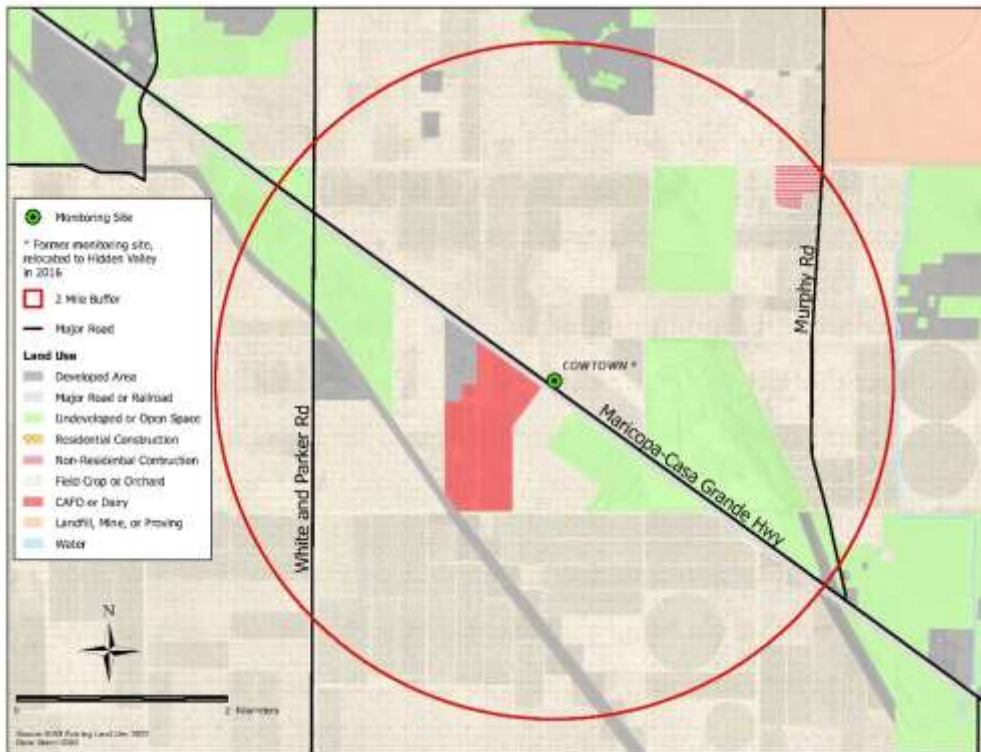 Monitoring Site
* Former monitoring site,
relocated to Hidden Valley
in 2016
2 Mile Buffer
Major Road
Land Use
Developed Area
Major Road or Railroad
Undeveloped or Open Space
Residential Construction
Non-Residential Contruction
Field Crop or Orchard
CAFO or Dairy
Landfill, Mine, or Proving
Water
N
2 Kilometers
White and Parker Rd
COWTOWN *
Maricopa-Casa Grande Hwy
Murphy Rd